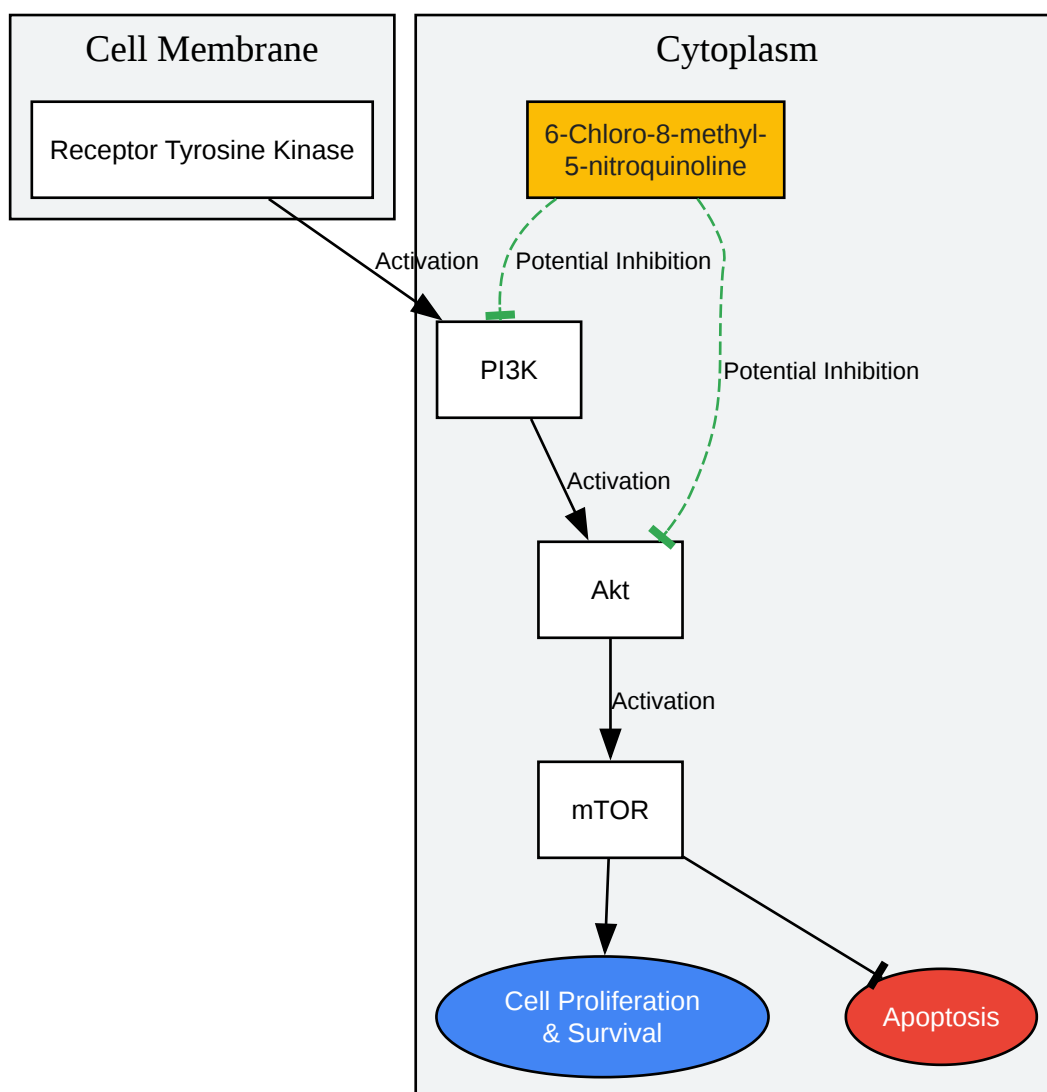 Cell Membrane
Cytoplasm
Receptor Tyrosine Kinase
6-Chloro-8-methyl-
5-nitroquinoline
Activation
Potential Inhibition
PI3K
Potential Inhibition
Activation
Akt
Activation
mTOR
Cell Proliferation
& Survival
Apoptosis